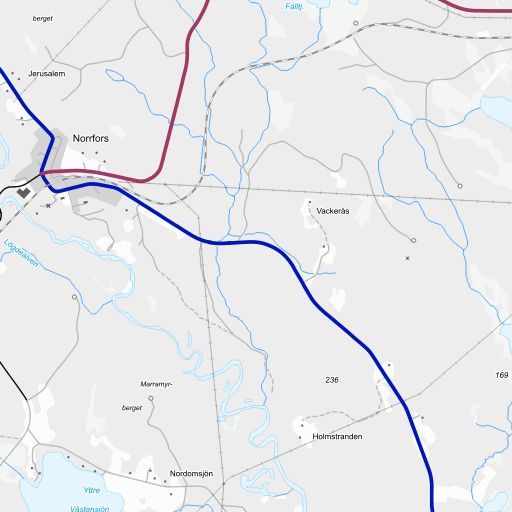 berget
Fälltj.
Jerusalem
Norrfors
Vackerås
Lögdeälven
236
169
Marramyr-
berget
Holmstranden
Nordomsjön
Yttre
Västansjön